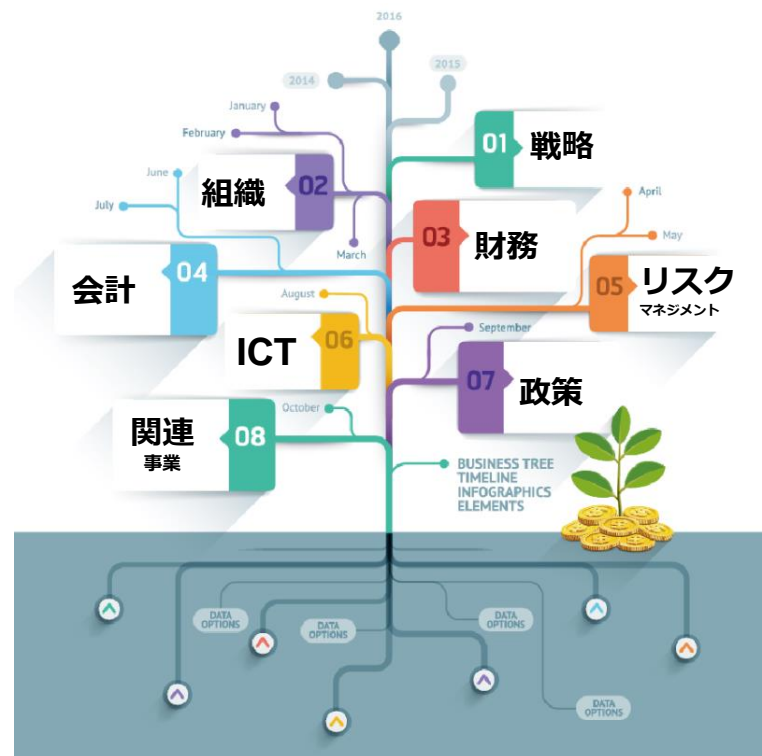 2016
2014
2015
January
February
01
戦略
June
組織
02
July
April
03
財務
May
March
会計
04
05
リスク
マネジメント
August
ICT
06
September
07
政策
October
関連
事業
08
BUSINESS TREE
TIMELINE
INFOGRAPHICS
ELEMENTS
DATA
OPTIONS
DATA
OPTIONS
DATA
OPTIONS
DATA
OPTIONS